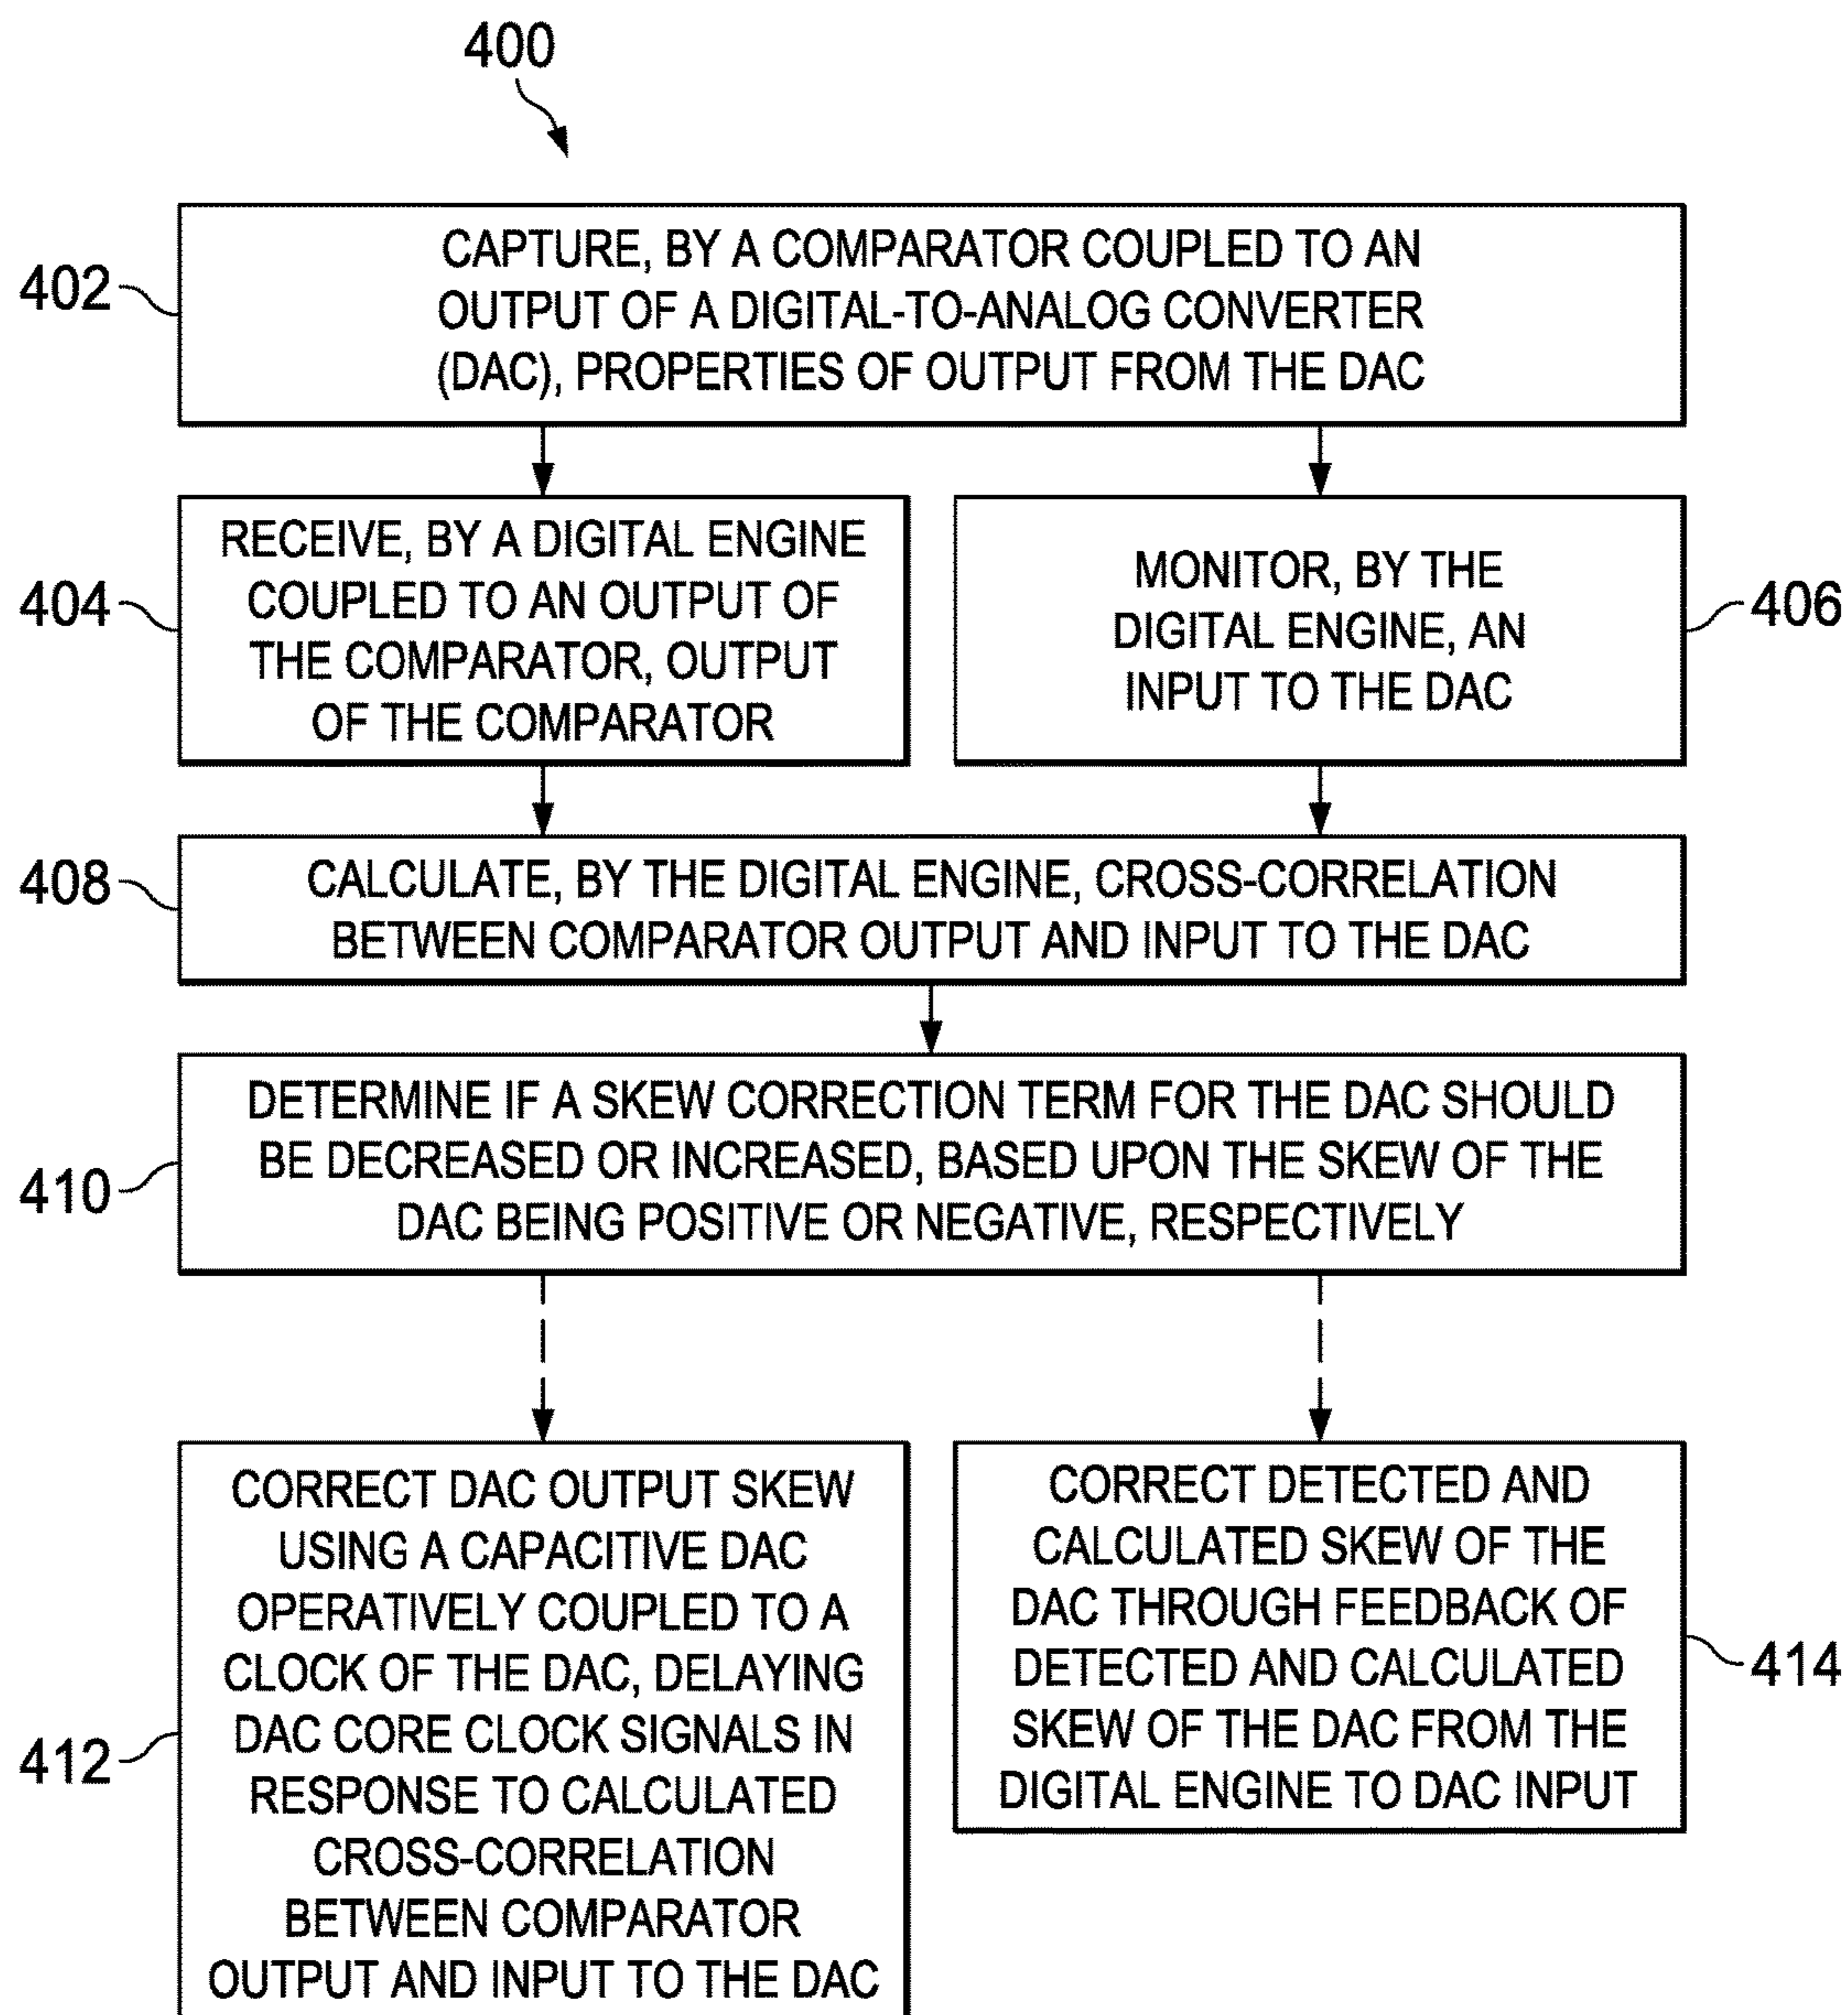 400
402
CAPTURE, BY A COMPARATOR COUPLED TO AN
OUTPUT OF A DIGITAL-TO-ANALOG CONVERTER
(DAC), PROPERTIES OF OUTPUT FROM THE DAC
404
RECEIVE, BY A DIGITAL ENGINE
COUPLED TO AN OUTPUT OF
THE COMPARATOR, OUTPUT
OF THE COMPARATOR
MONITOR, BY THE
DIGITAL ENGINE, AN
INPUT TO THE DAC
406
408
CALCULATE, BY THE DIGITAL ENGINE, CROSS-CORRELATION
BETWEEN COMPARATOR OUTPUT AND INPUT TO THE DAC
410
DETERMINE IF A SKEW CORRECTION TERM FOR THE DAC SHOULD
BE DECREASED OR INCREASED, BASED UPON THE SKEW OF THE
DAC BEING POSITIVE OR NEGATIVE, RESPECTIVELY
412
CORRECT DAC OUTPUT SKEW
USING A CAPACITIVE DAC
OPERATIVELY COUPLED TO A
CLOCK OF THE DAC, DELAYING
DAC CORE CLOCK SIGNALS IN
RESPONSE TO CALCULATED
CROSS-CORRELATION
BETWEEN COMPARATOR
OUTPUT AND INPUT TO THE DAC
CORRECT DETECTED AND
CALCULATED SKEW OF THE
DAC THROUGH FEEDBACK OF
DETECTED AND CALCULATED
SKEW OF THE DAC FROM THE
DIGITAL ENGINE TO DAC INPUT
414